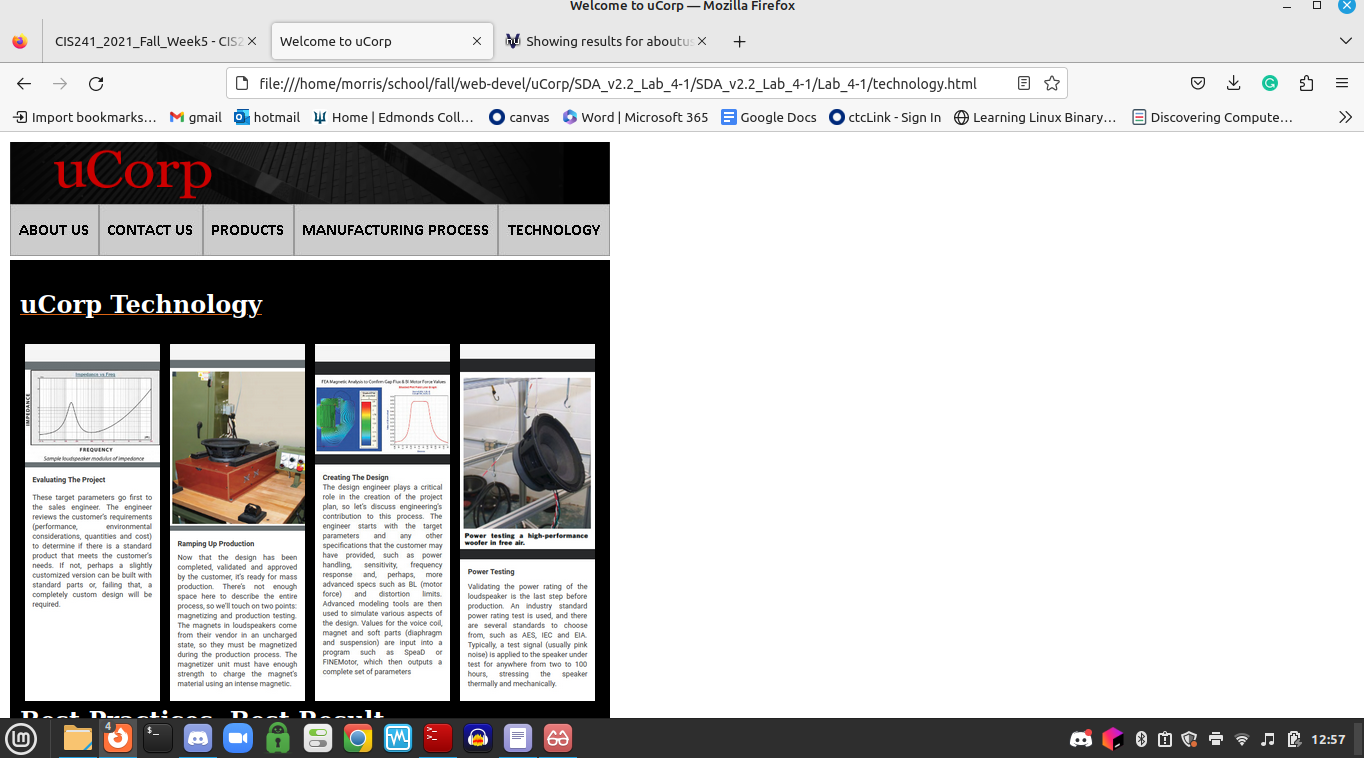 Welcome to uCorp — Mozilla Firefox
CIS241_2021_Fall_Week5 - CIS2
Welcome to uCorp
Showing results for aboutus
file:///home/morris/school/fall/web-devel/uCorp/SDA_v2.2_Lab_4-1/SDA_v2.2_Lab_4-1/Lab_4-1/technology.html
Import bookmarks... gmail hotmail Home | Edmonds Coll... canvas Word | Microsoft 365 Google Docs ctcLink - Sign In Learning Linux Binary... Discovering Compute...
uCorp
ABOUT US CONTACT US PRODUCTS MANUFACTURING PROCESS TECHNOLOGY
uCorp Technology
Impedance vs Freq
IMPEDANCE
FREQUENCY
Sample loudspeaker modulus of impedance
Evaluating The Project
These target parameters go first to
the sales engineer. The engineer
reviews the customer's requirements
(performance, environmental
considerations, quantities and cost)
to determine if there is a standard
product that meets the customer's
needs. If not, perhaps a slightly
customized version can be built with
standard parts or, failing that, a
completely custom design will be
required.
Ramping Up Production
Now that the design has been
completed, validated and approved
by the customer, it's ready for mass
production. There's not enough
space here to describe the entire
process, so we'll touch on two points:
magnetizing and production testing.
The magnets in loudspeakers come
from their vendor in an uncharged
state, so they must be magnetized
during the production process. The
magnetizer unit must have enough
strength to charge the magnet's
material using an intense magnetic.
FEA Magnetic Analysis to Confirm Gap Flux & Bl Motor Force Values
Creating The Design
The design engineer plays a critical
role in the creation of the project
plan, so let's discuss engineering's
contribution to this process. The
engineer starts with the target
parameters and any other
specifications that the customer may
have provided, such as power
handling, sensitivity, frequency
response and, perhaps, more
advanced specs such as BL (motor
force) and distortion limits.
Advanced modeling tools are then
used to simulate various aspects of
the design. Values for the voice coil,
magnet and soft parts (diaphragm
and suspension) are input into a
program such as SpeaD or
FINEMotor, which then outputs a
complete set of parameters
Power testing a high-performance
woofer in free air.
Power Testing
Validating the power rating of the
loudspeaker is the last step before
production. An industry standard
power rating test is used, and there
are several standards to choose
from, such as AES, IEC and EIA.
Typically, a test signal (usually pink
noise) is applied to the speaker under
test for anywhere from two to 100
hours, stressing the speaker
thermally and mechanically.
4
12:57